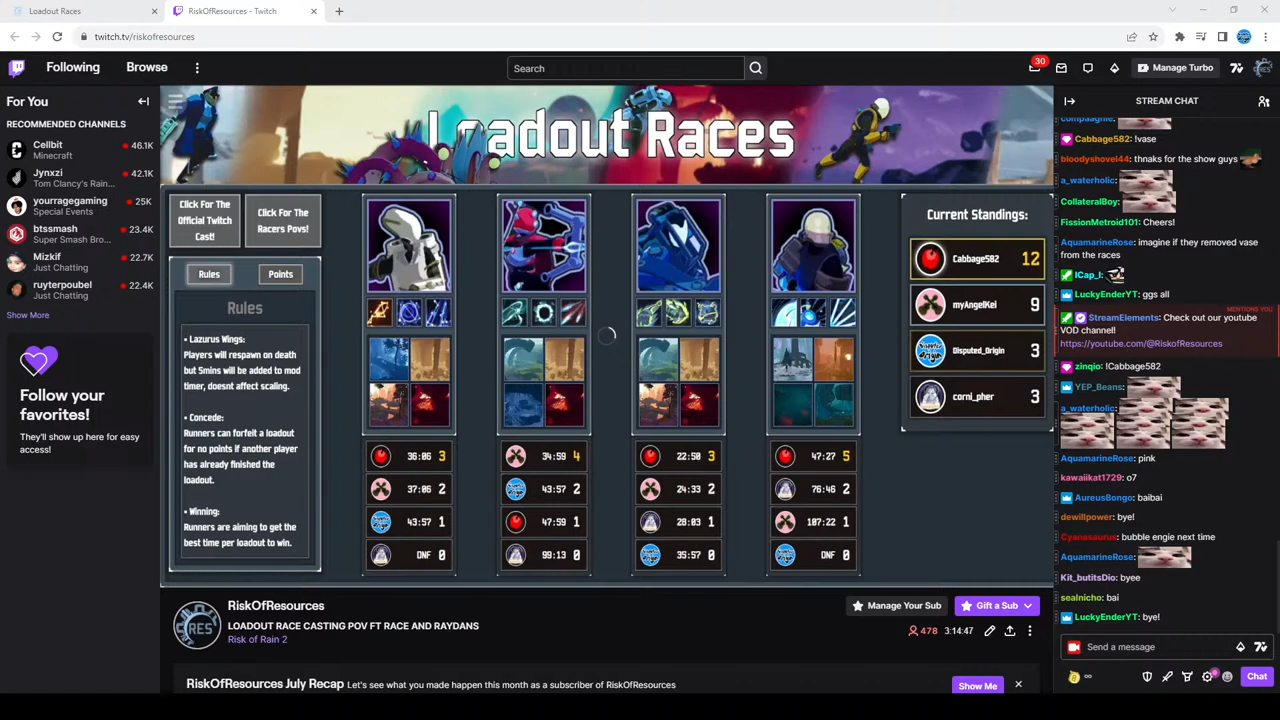 Loadout Races
RiskOfResources - Twitch
twitch.tv/riskofresources
Following
Browse
Search
30
Manage Turbo
For You
RECOMMENDED CHANNELS
Cellbit
46.1K
Minecraft
Jynxzi
42.1K
Tom Clancy's Rain...
yourragegaming
25K
Special Events
btssmash
23.4K
Super Smash Bro...
Mizkif
22.7K
Just Chatting
ruyterpoubel
22.4K
Just Chatting
Show More
Follow your
favorites!
They'll show up here for easy
access!
Loadout Races
Click For The
Official Twitch
Cast!
Click For The
Racers Povs!
Rules
Points
Rules
• Lazurus Wings:
Players will respawn on death
but 5mins will be added to mod
timer, doesnt affect scaling.
• Concede:
Runners can forfeit a loadout
for no points if another player
has already finished the
loadout.
• Winning:
Runners are aiming to get the
best time per loadout to win.
36:06 3
37:06 2
43:57 1
DNF 0
34:59 4
43:57 2
47:59 1
99:13 0
22:50 3
24:33 2
28:03 1
35:57 0
47:27 5
76:46 2
107:22 1
DNF 0
Current Standings:
Cabbage582 12
myAngelKei 9
Disputed_Origin 3
corni_pher 3
RES
RiskOfResources
LOADOUT RACE CASTING POV FT RACE AND RAYDANS
Risk of Rain 2
Manage Your Sub
Gift a Sub
478
3:14:47
RiskOfResources July Recap Let's see what you made happen this month as a subscriber of RiskOfResources
Show Me
STREAM CHAT
compaagnie:
Cabbage582: !vase
bloodyshovel44: thnaks for the show guys
a_waterholic:
CollateralBoy:
FissionMetroid101: Cheers!
AquamarineRose: imagine if they removed vase
from the races
ICap_I:
LuckyEnderYT: ggs all
MENTIONS YOU
StreamElements: Check out our youtube
VOD channel!
https://youtube.com/@RiskofResources
zinqio: !Cabbage582
YEP_Beans:
a_waterholic:
AquamarineRose: pink
kawaiikat1729: o7
AureusBongo: baibai
dewillpower: bye!
Cyanasaurus: bubble engie next time
AquamarineRose:
Kit_butitsDio: byee
sealnicho: bai
LuckyEnderYT: bye!
Send a message
Chat